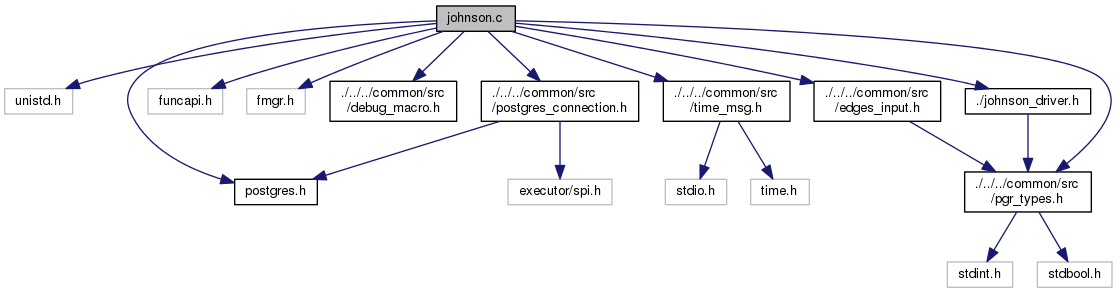 johnson.c
unistd.h
funcapi.h
fmgr.h
./../../common/src
/debug_macro.h
./../../common/src
/postgres_connection.h
./../../common/src
/time_msg.h
./../../common/src
/edges_input.h
./johnson_driver.h
postgres.h
executor/spi.h
stdio.h
time.h
./../../common/src
/pgr_types.h
stdint.h
stdbool.h